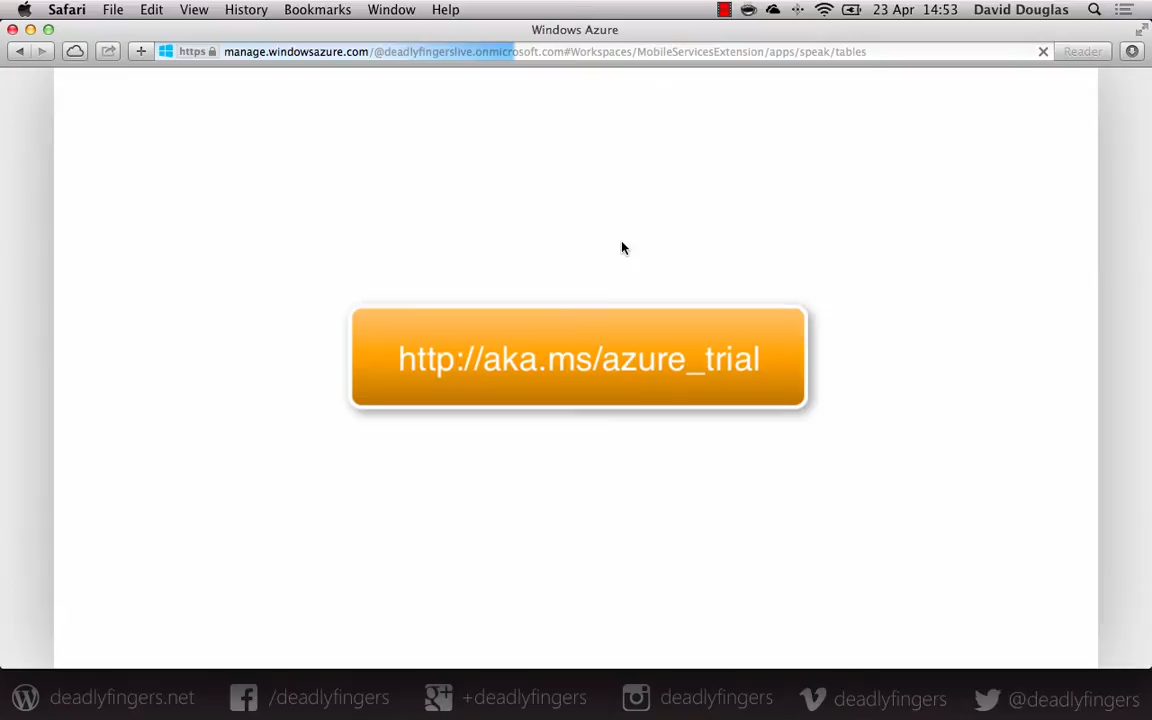 Safari File Edit View History Bookmarks Window Help 23 Apr 14:53 David Douglas
Windows Azure
https manage.windowsazure.com/@deadlyfingerslive.onmicrosoft.com#Workspaces/MobileServicesExtension/apps/speak/tables Reader
http://aka.ms/azure_trial
deadlyfingers.net /deadlyfingers +deadlyfingers deadlyfingers deadlyfingers @deadlyfingers